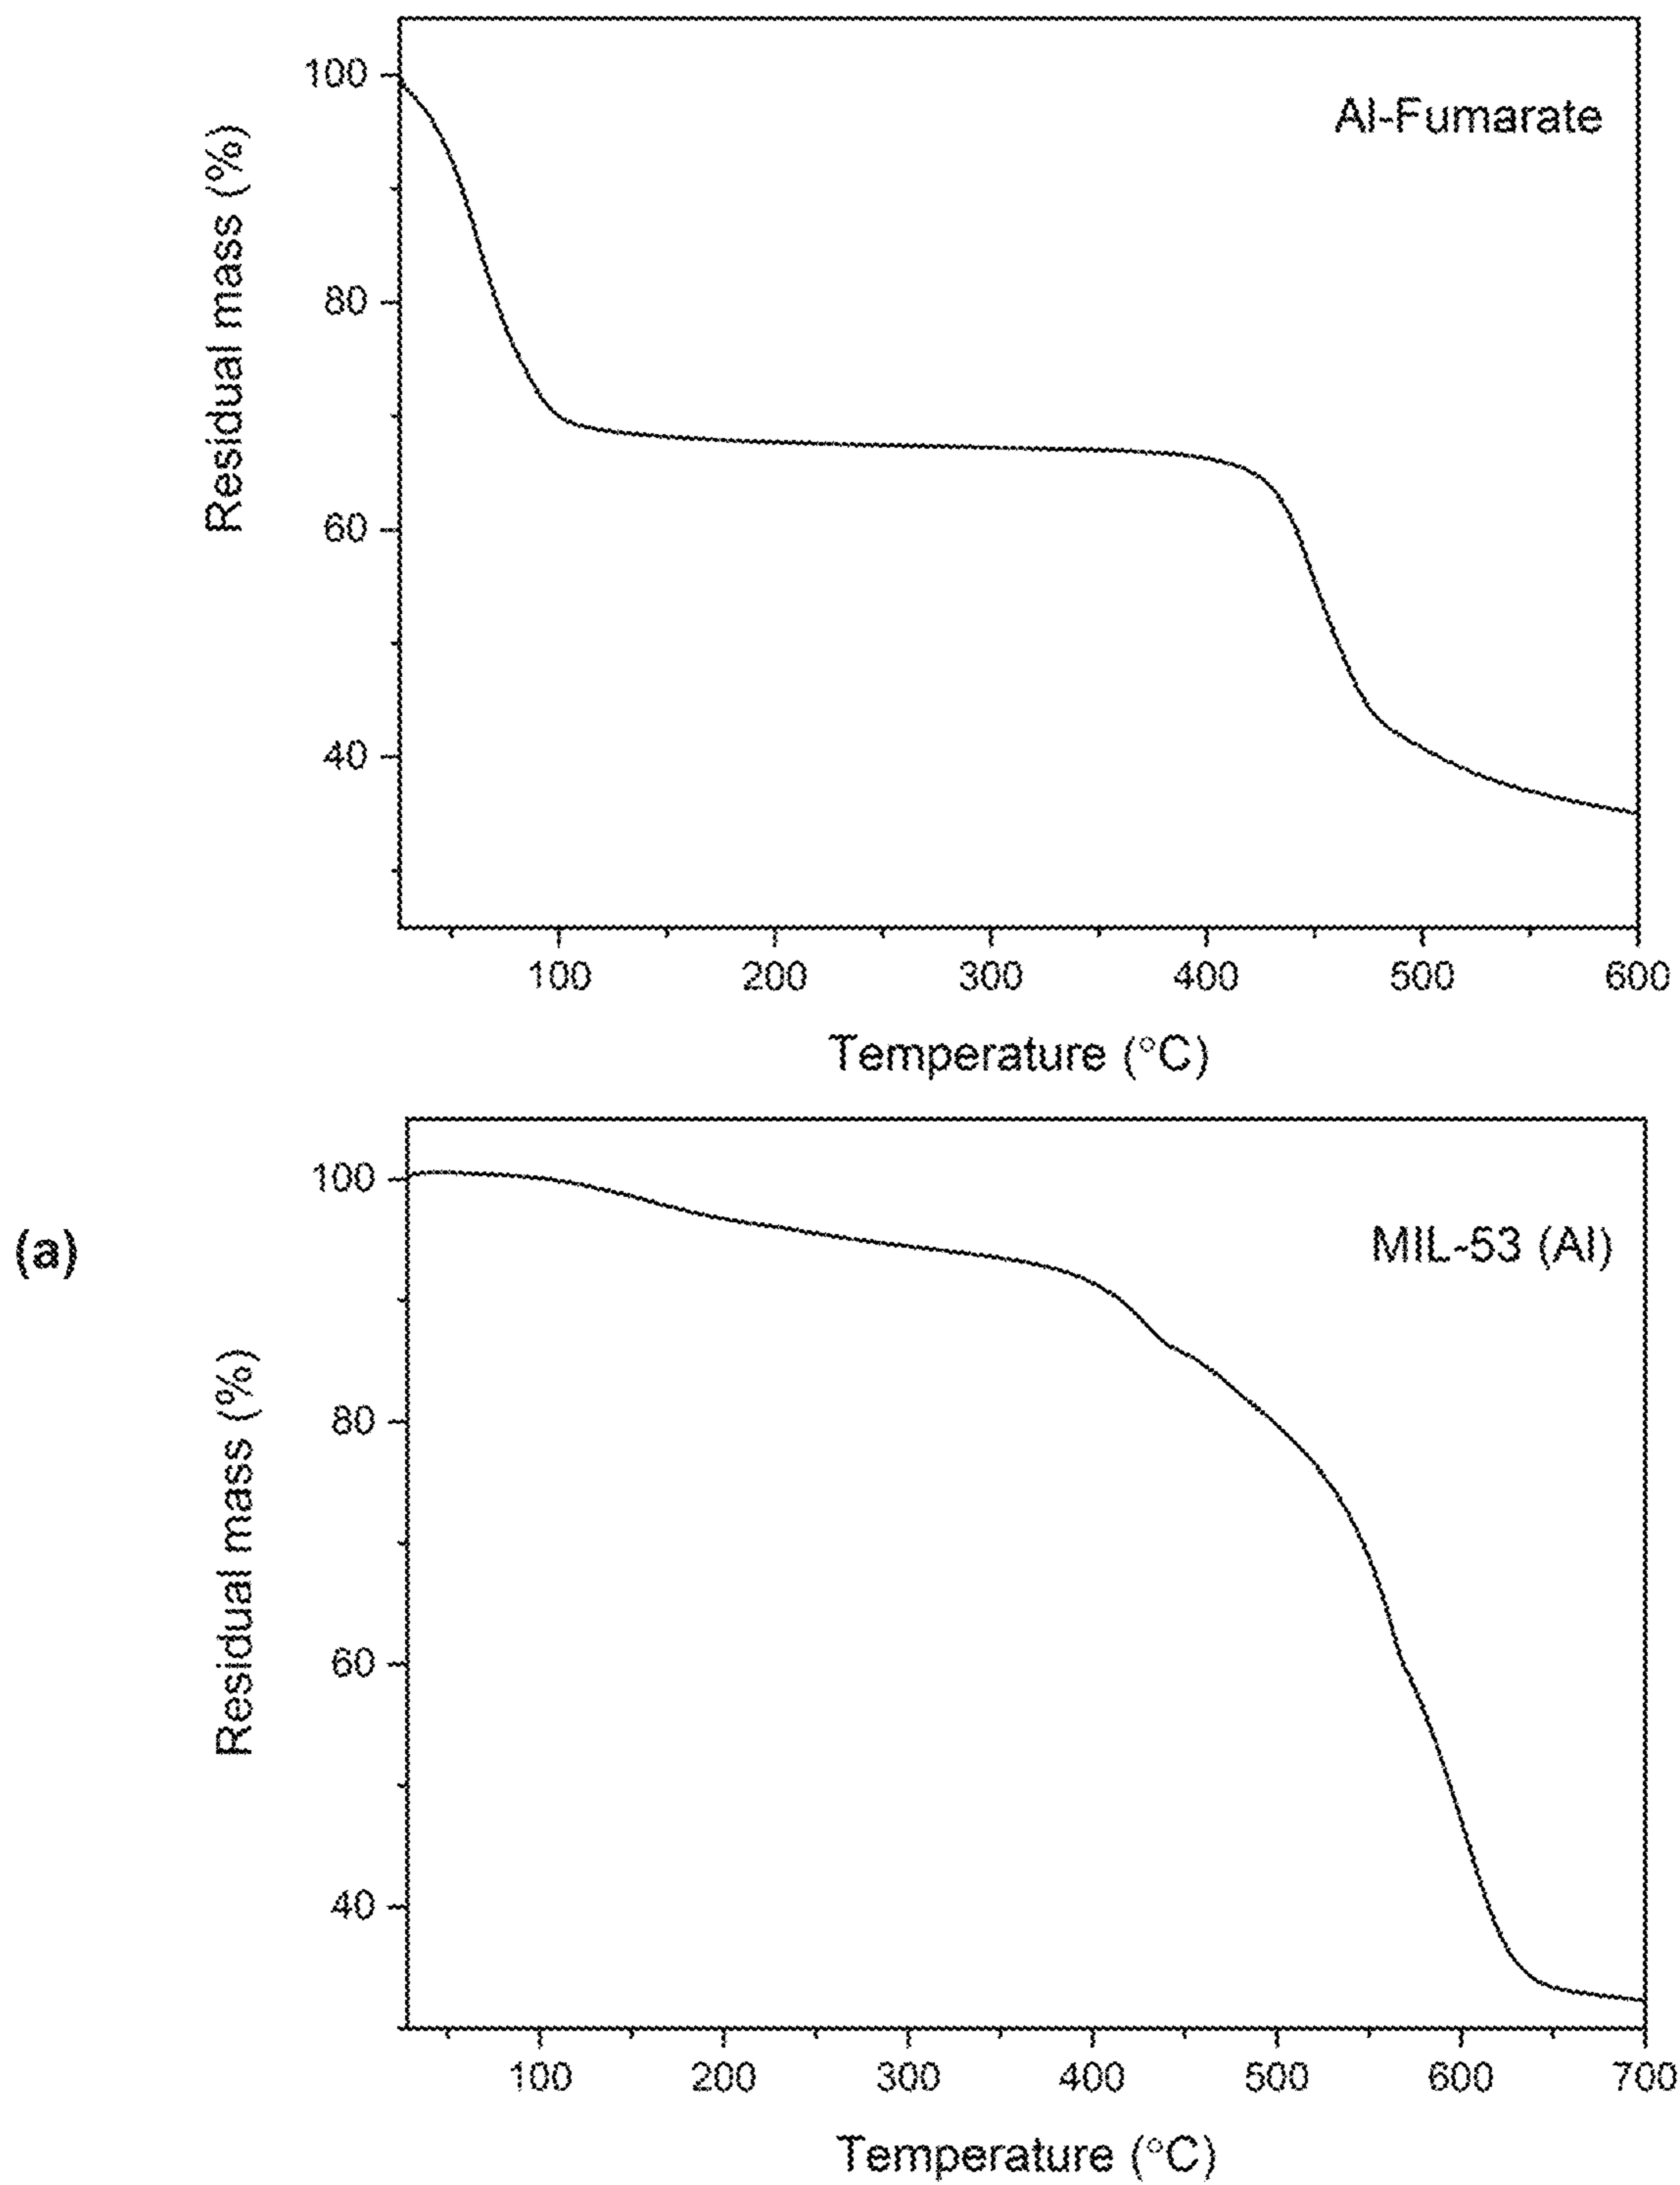 Al-Fumarate
Residual mass (%)
100
80
60
40
100 200 300 400 500 600
Temperature (°C)
(a)
MIL-53 (Al)
Residual mass (%)
100
80
60
40
100 200 300 400 500 600 700
Temperature (°C)